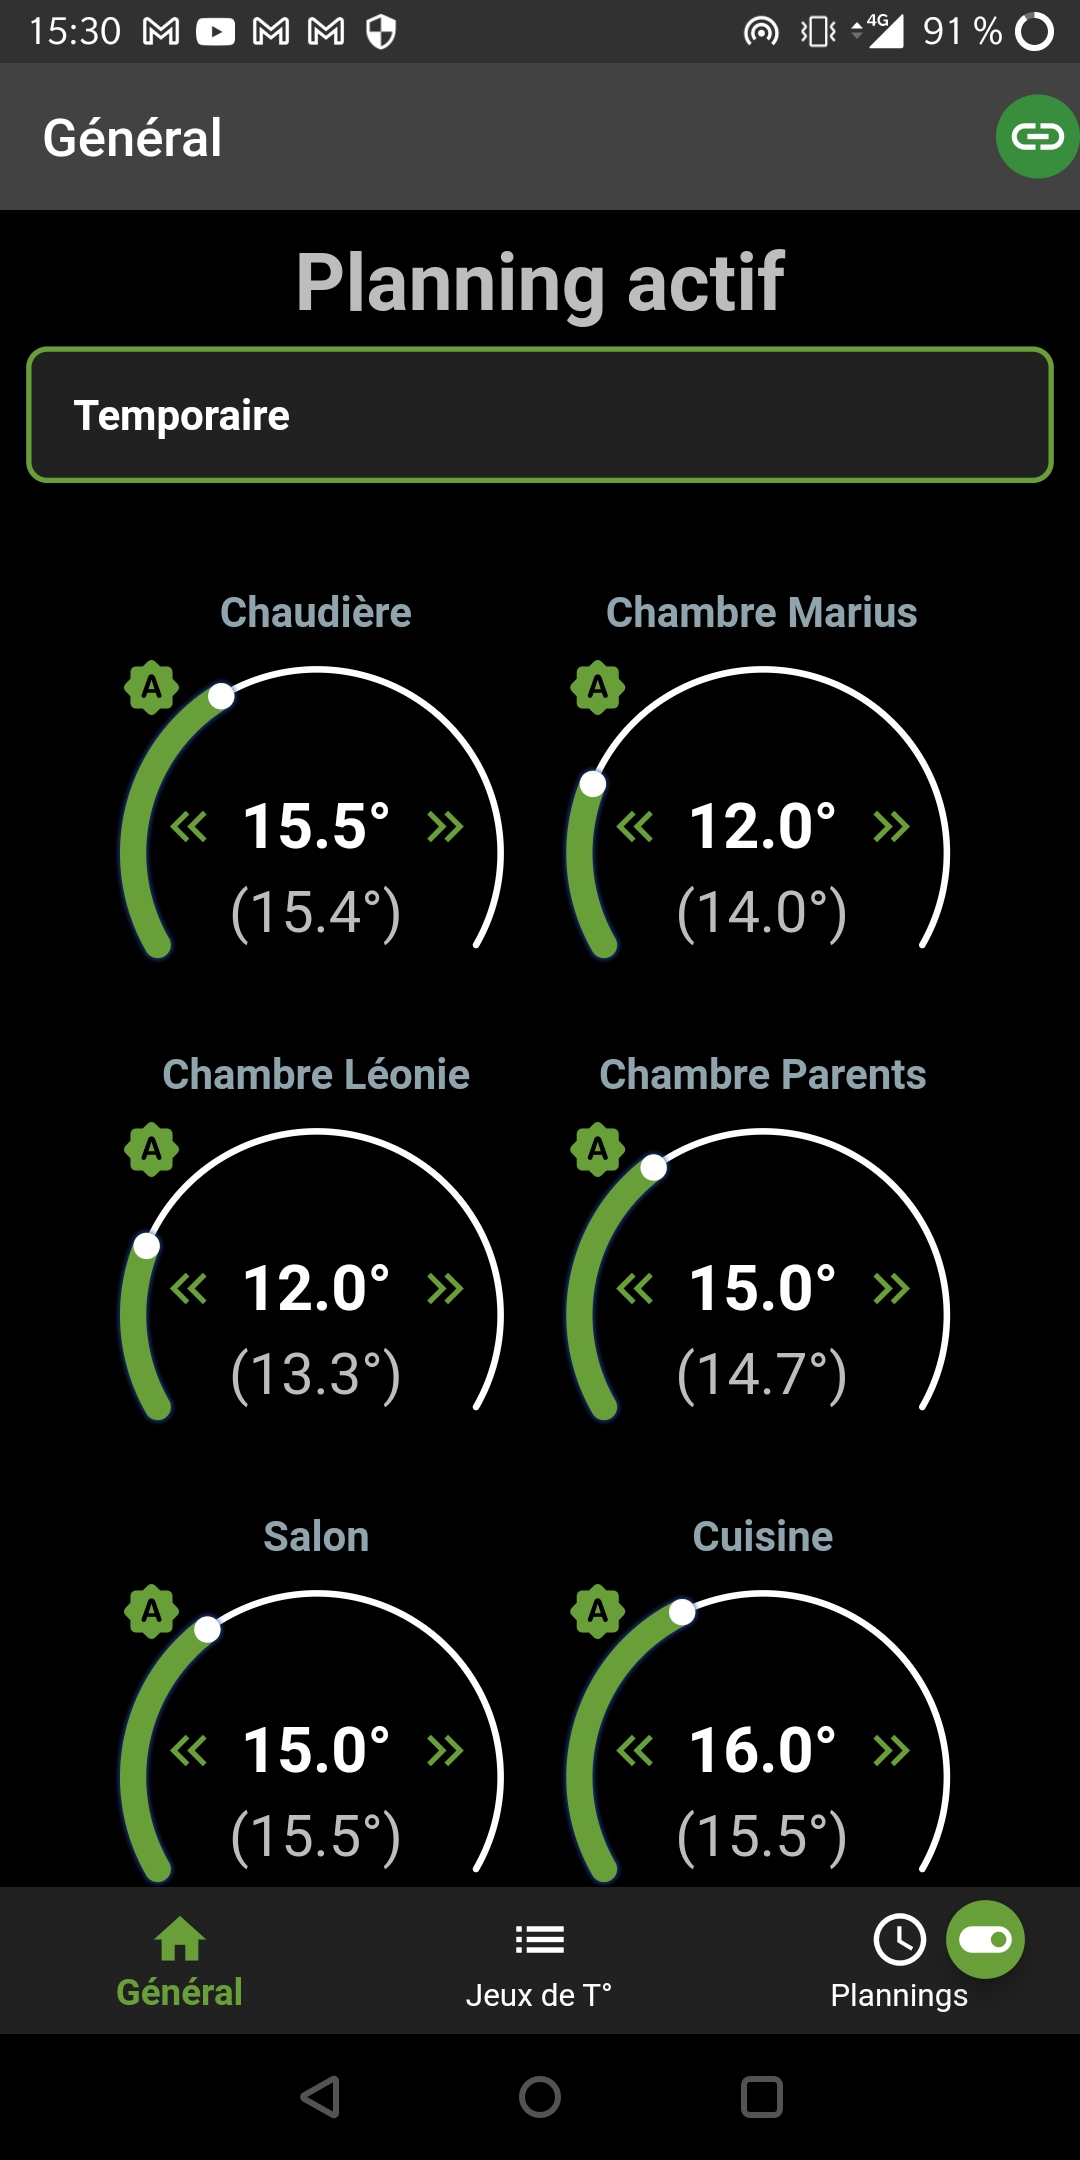 15:30 4G 91 %
Général
Planning actif
Temporaire
Chaudière Chambre Marius
A A
15.5° 12.0°
(15.4°) (14.0°)
Chambre Léonie Chambre Parents
A A
12.0° 15.0°
(13.3°) (14.7°)
Salon Cuisine
A A
15.0° 16.0°
(15.5°) (15.5°)
Général Jeux de T° Plannings